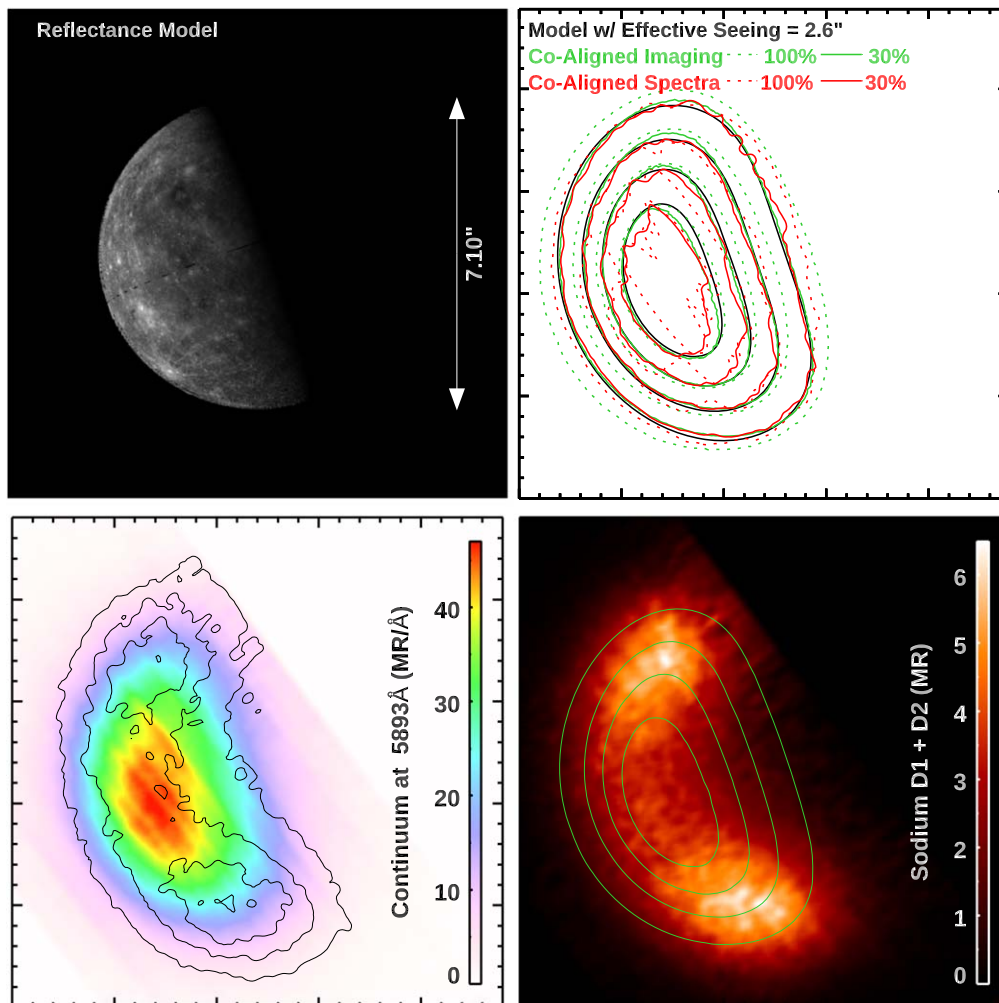 Reflectance Model
7.10"
Model w/ Effective Seeing = 2.6"
Co-Aligned Imaging 100% 30%
Co-Aligned Spectra 100% 30%
Continuum at 5893Å (MR/Å)
40
30
20
10
0
Sodium D1 + D2 (MR)
6
5
4
3
2
1
0